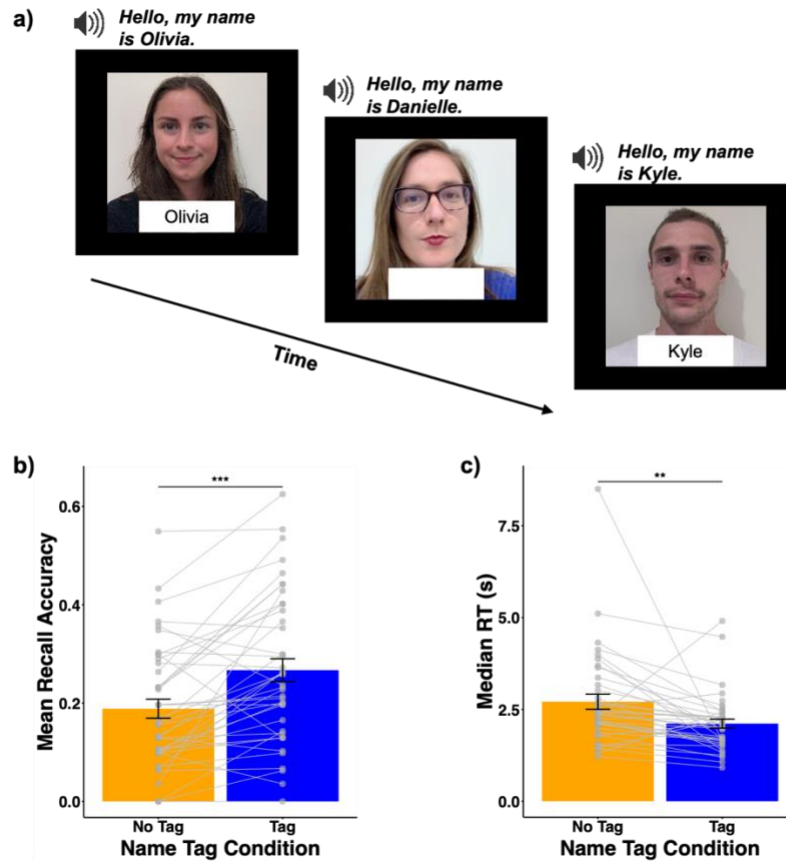 a)
Hello, my name
is Olivia.
Olivia
Hello, my name
is Danielle.
Hello, my name
is Kyle.
Kyle
Time
b)
***
Mean Recall Accuracy
0.6
0.4
0.2
0.0
No Tag
Tag
Name Tag Condition
c)
**
Median RT (s)
7.5
5.0
2.5
0.0
No Tag
Tag
Name Tag Condition